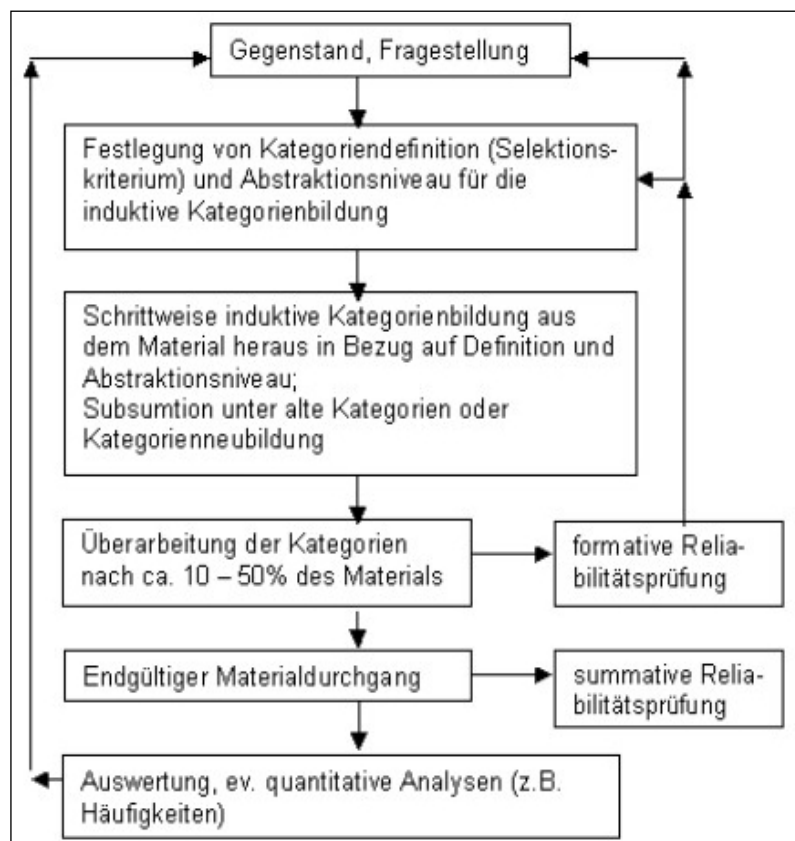 Gegenstand, Fragestellung
Festlegung von Kategoriendefinition (Selektions-
kriterium) und Abstraktionsniveau für die
induktive Kategorienbildung
Schrittweise induktive Kategorienbildung aus
dem Material heraus in Bezug auf Definition und
Abstraktionsniveau;
Subsumtion unter alte Kategorien oder
Kategorienneubildung
Überarbeitung der Kategorien
nach ca. 10 – 50% des Materials
formative Relia-
bilitätsprüfung
Endgültiger Materialdurchgang
summative Relia-
bilitätsprüfung
Auswertung, ev. quantitative Analysen (z.B.
Häufigkeiten)